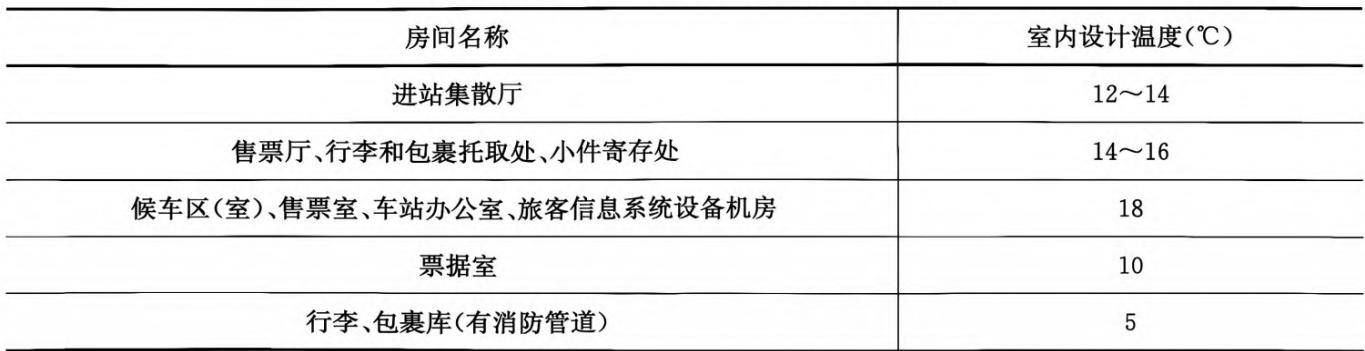 房间名称 室内设计温度(℃)
进站集散厅 12～14
售票厅、行李和包裹托取处、小件寄存处 14～16
候车区(室)、售票室、车站办公室、旅客信息系统设备机房 18
票据室 10
行李、包裹库(有消防管道) 5